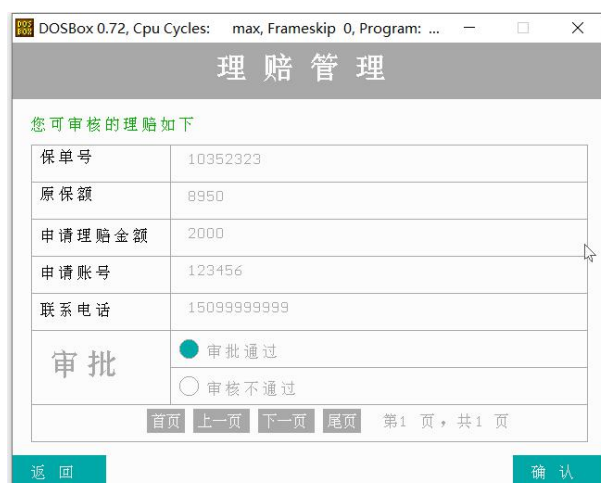 DOSBox 0.72, Cpu Cycles: max, Frameskip 0, Program: ...
理赔管理
您可审核的理赔如下
保单号 10352323
原保额 8950
申请理赔金额 2000
申请账号 123456
联系电话 15099999999
审批
审批通过
审核不通过
首页 上一页 下一页 尾页 第1 页，共1 页
返回 确认